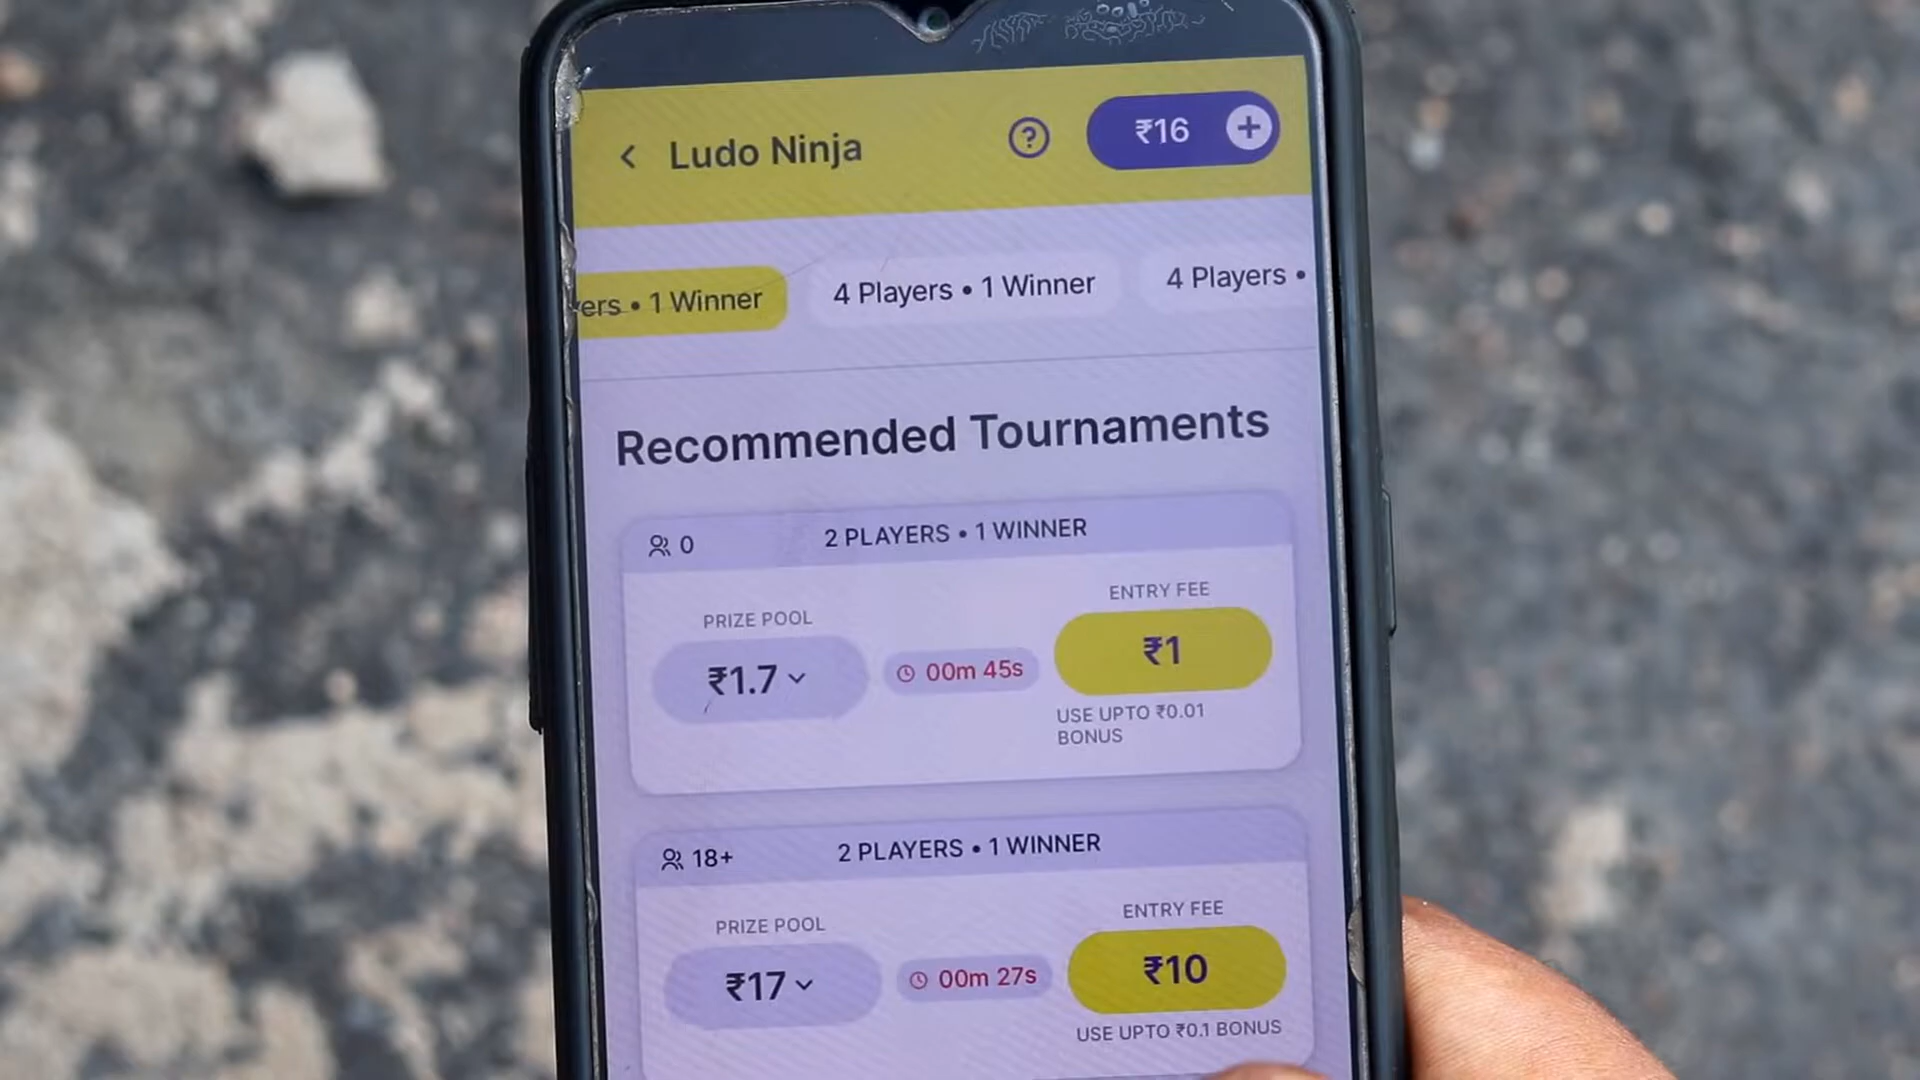 Ludo Ninja
₹16
ers • 1 Winner
4 Players • 1 Winner
4 Players •
Recommended Tournaments
0
2 PLAYERS • 1 WINNER
PRIZE POOL
ENTRY FEE
₹1.7
00m 45s
₹1
USE UPTO ₹0.01
BONUS
18+
2 PLAYERS • 1 WINNER
PRIZE POOL
ENTRY FEE
₹17
00m 27s
₹10
USE UPTO ₹0.1 BONUS